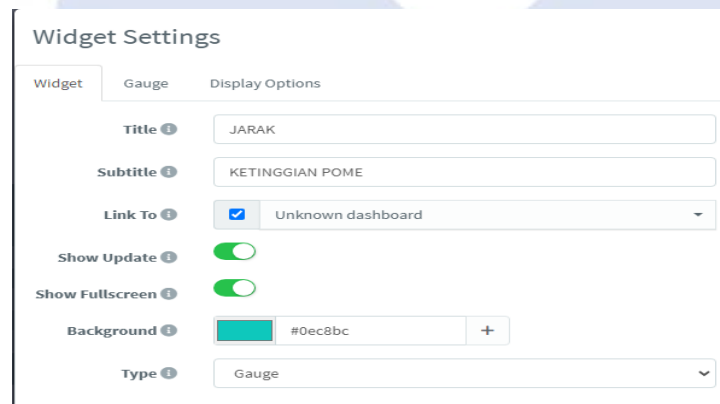 Widget Settings
Widget Gauge Display Options
Title JARAK
Subtitle KETINGGIAN POME
Link To Unknown dashboard
Show Update
Show Fullscreen
Background #0ec8bc +
Type Gauge